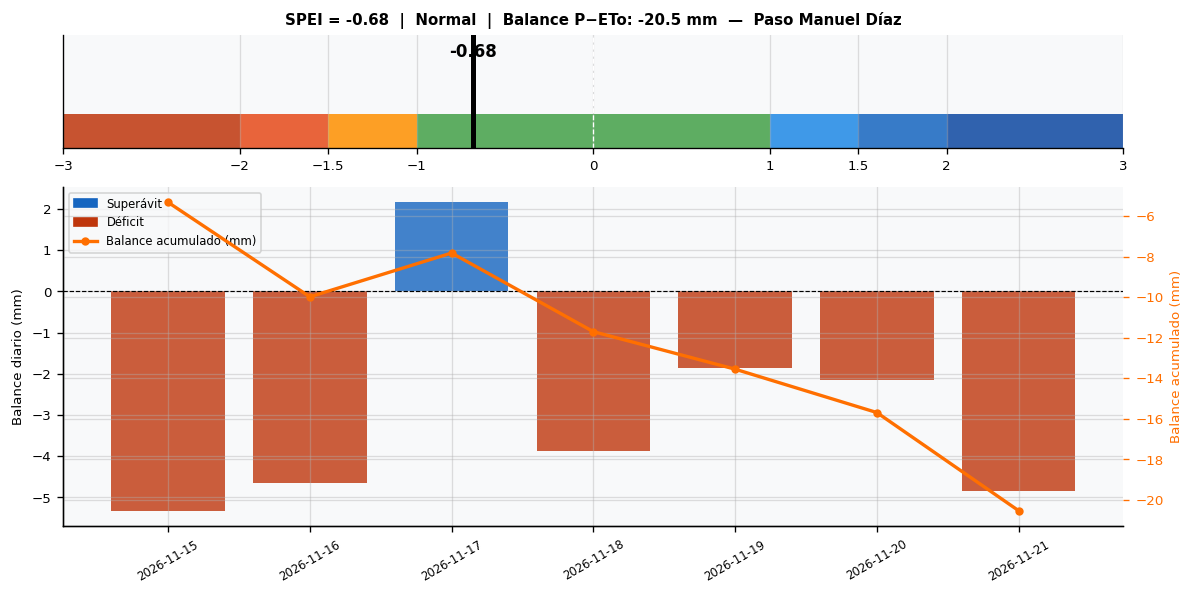 SPEI = -0.68 | Normal | Balance P−ETo: -20.5 mm — Paso Manuel Díaz
-0.68
−3 −2 −1.5 −1 0 1 1.5 2 3
Superávit
Déficit
Balance acumulado (mm)
Balance diario (mm)
2
1
0
−1
−2
−3
−4
−5
−6
−8
−10
−12
−14
−16
−18
−20
Balance acumulado (mm)
2026-11-15 2026-11-16 2026-11-17 2026-11-18 2026-11-19 2026-11-20 2026-11-21